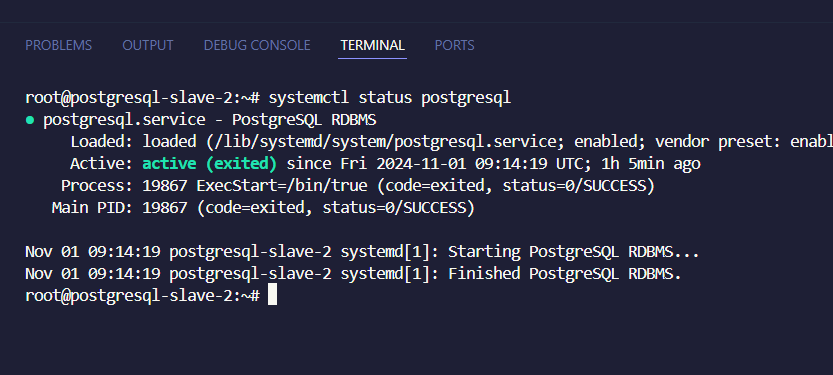 PROBLEMS OUTPUT DEBUG CONSOLE TERMINAL PORTS
root@postgresql-slave-2:~# systemctl status postgresql
● postgresql.service - PostgreSQL RDBMS
Loaded: loaded (/lib/systemd/system/postgresql.service; enabled; vendor preset: enabl
Active: active (exited) since Fri 2024-11-01 09:14:19 UTC; 1h 5min ago
Process: 19867 ExecStart=/bin/true (code=exited, status=0/SUCCESS)
Main PID: 19867 (code=exited, status=0/SUCCESS)
Nov 01 09:14:19 postgresql-slave-2 systemd[1]: Starting PostgreSQL RDBMS...
Nov 01 09:14:19 postgresql-slave-2 systemd[1]: Finished PostgreSQL RDBMS.
root@postgresql-slave-2:~#